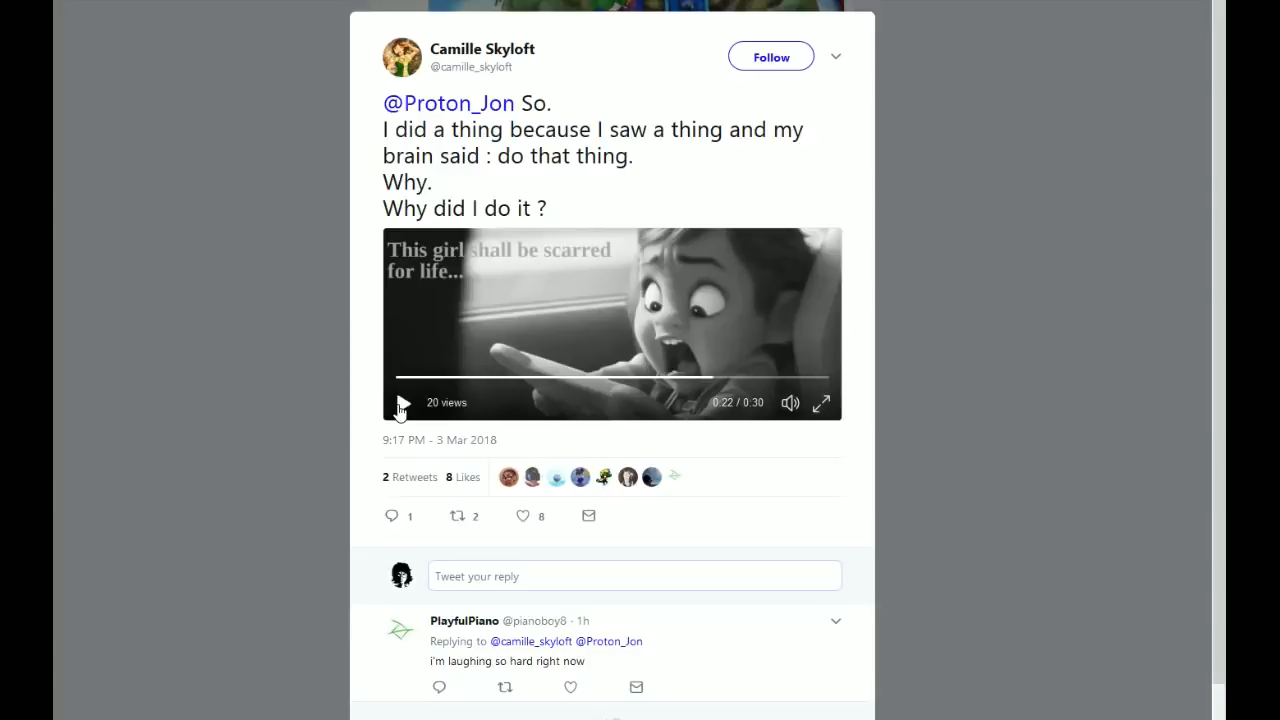 Camille Skyloft
@camille_skyloft
Follow
@Proton_Jon So.
I did a thing because I saw a thing and my
brain said : do that thing.
Why.
Why did I do it ?
This girl shall be scarred
for life...
20 views
0:22 / 0:30
9:17 PM - 3 Mar 2018
2 Retweets 8 Likes
1 2 8
Tweet your reply
PlayfulPiano @pianoboy8 · 1h
Replying to @camille_skyloft @Proton_Jon
i'm laughing so hard right now